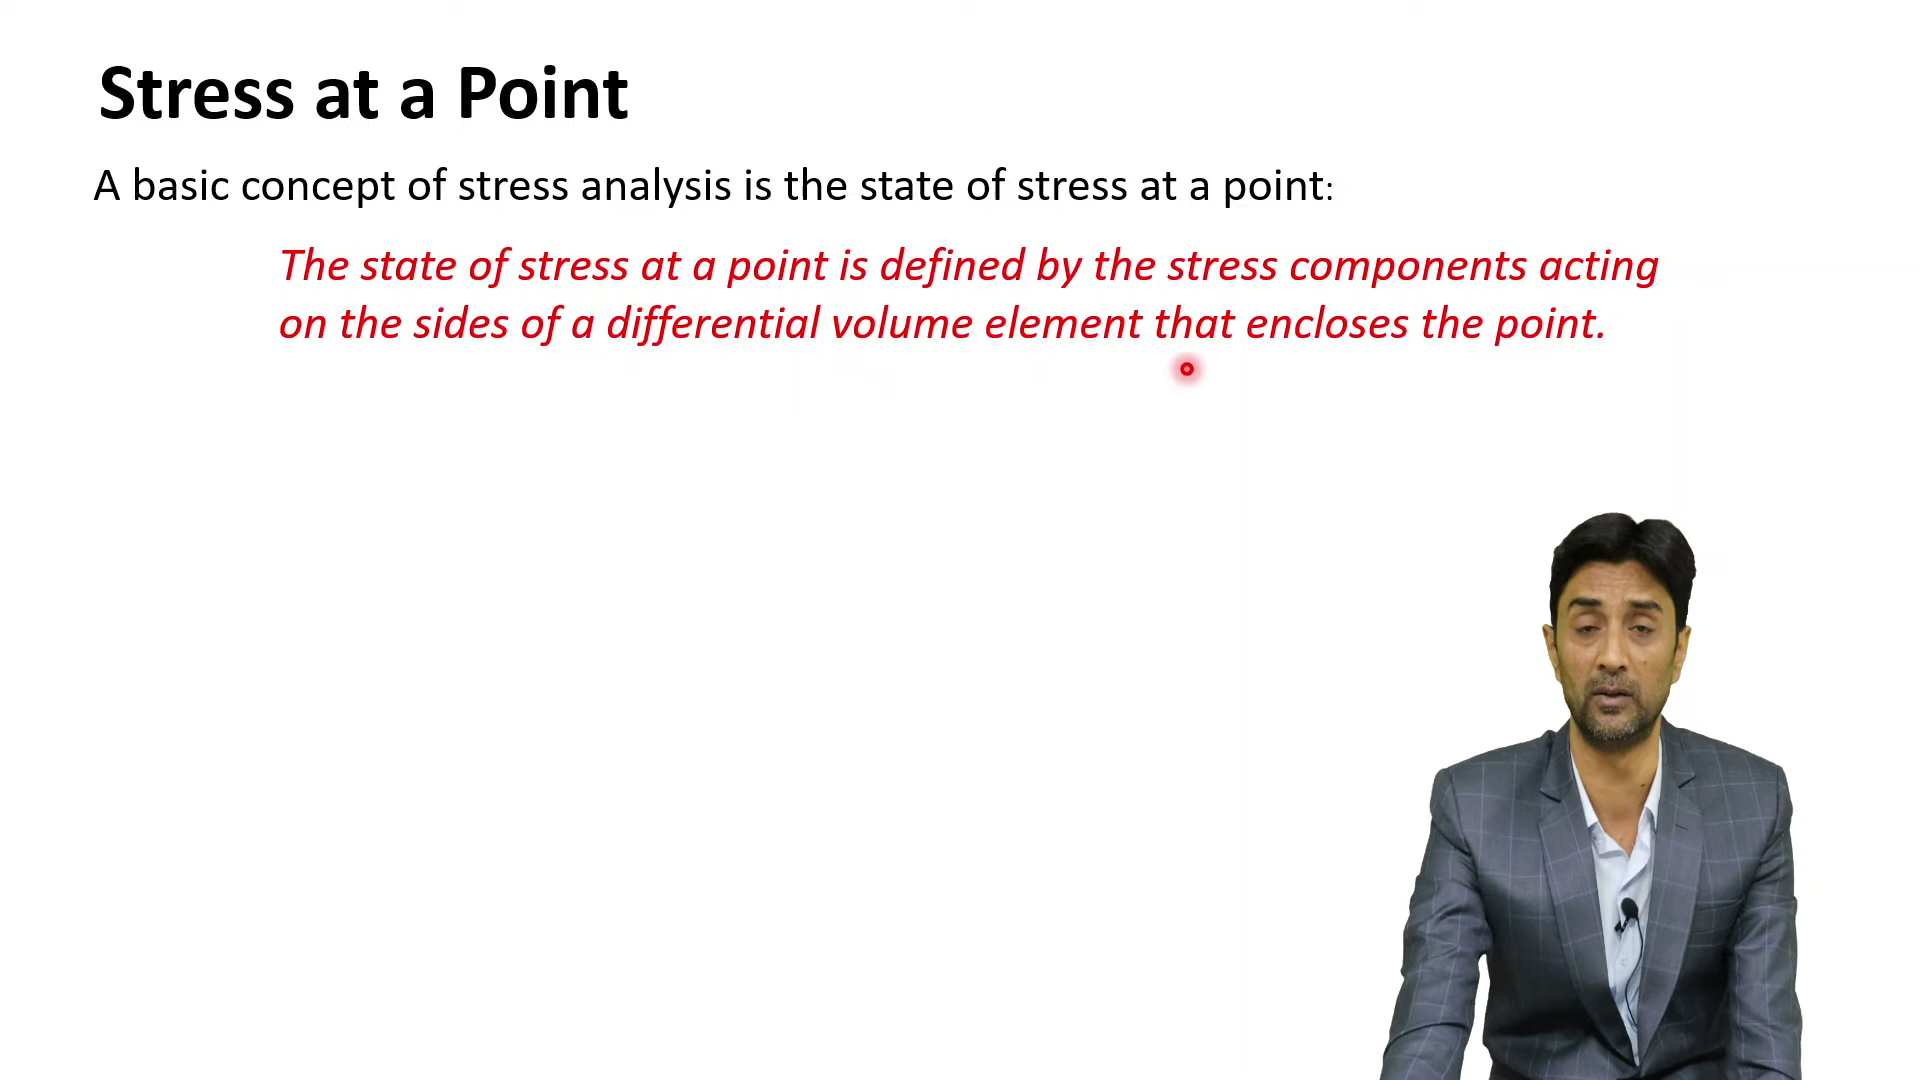 Stress at a Point
A basic concept of stress analysis is the state of stress at a point:
The state of stress at a point is defined by the stress components acting
on the sides of a differential volume element that encloses the point.